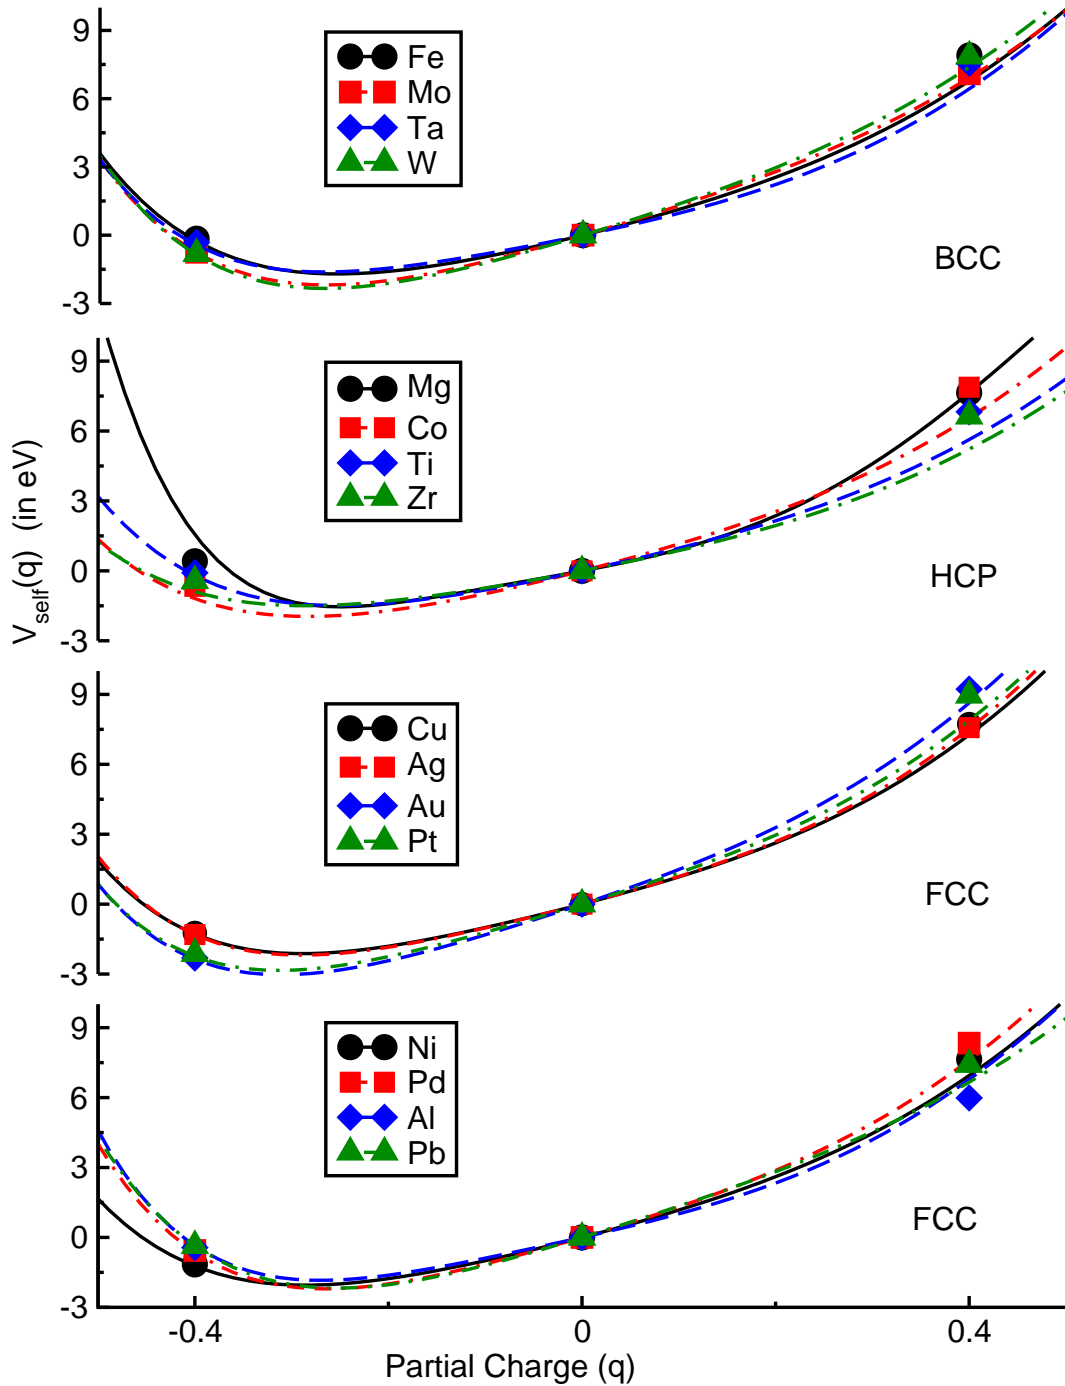 9
6
3
0
-3
Fe
Mo
Ta
W
BCC
9
6
3
0
-3
Mg
Co
Ti
Zr
HCP
V_self(q) (in eV)
9
6
3
0
-3
Cu
Ag
Au
Pt
FCC
9
6
3
0
-3
Ni
Pd
Al
Pb
FCC
-0.4 0 0.4
Partial Charge (q)